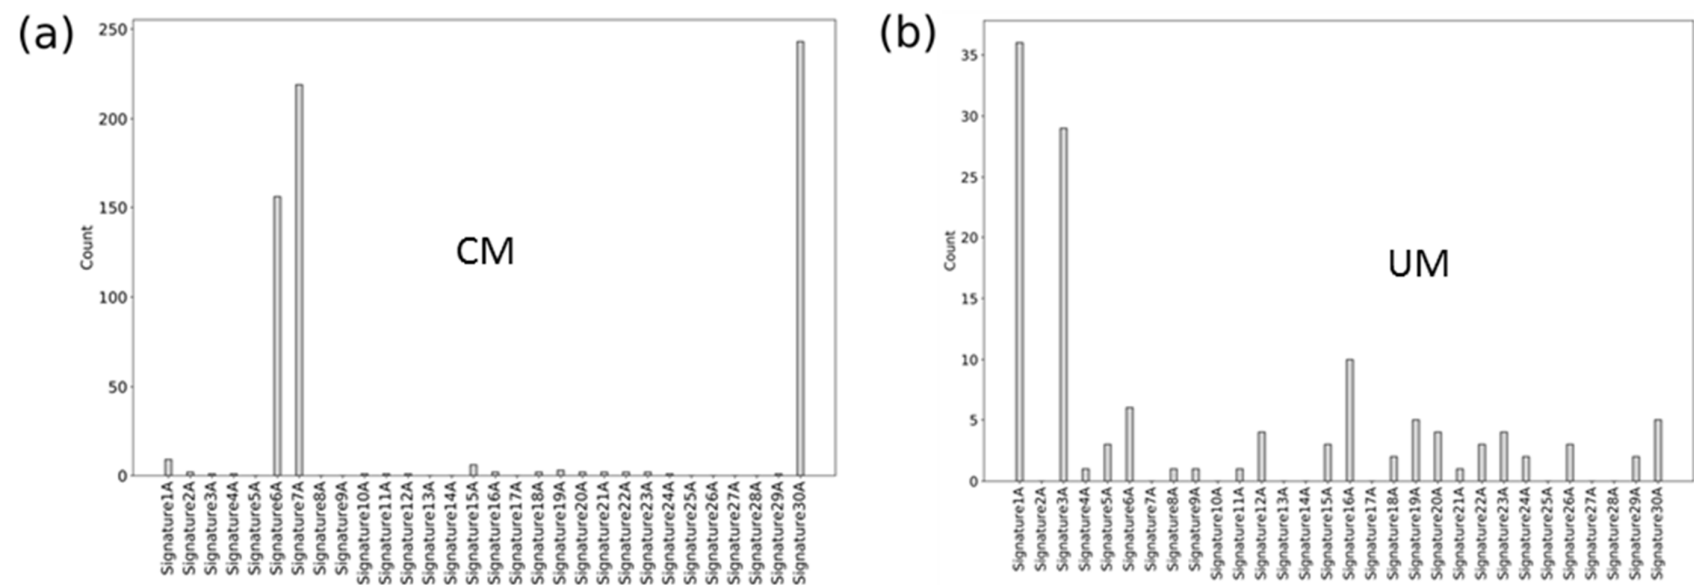 (a)
250
200
150
100
50
0
Count
CM
Signature1A
Signature2A
Signature3A
Signature4A
Signature5A
Signature6A
Signature7A
Signature8A
Signature9A
Signature10A
Signature11A
Signature12A
Signature13A
Signature14A
Signature15A
Signature16A
Signature17A
Signature18A
Signature19A
Signature20A
Signature21A
Signature22A
Signature23A
Signature24A
Signature25A
Signature26A
Signature27A
Signature28A
Signature29A
Signature30A
(b)
35
30
25
20
15
10
5
0
Count
UM
Signature1A
Signature2A
Signature3A
Signature4A
Signature5A
Signature6A
Signature7A
Signature8A
Signature9A
Signature10A
Signature11A
Signature12A
Signature13A
Signature14A
Signature15A
Signature16A
Signature17A
Signature18A
Signature19A
Signature20A
Signature21A
Signature22A
Signature23A
Signature24A
Signature25A
Signature26A
Signature27A
Signature28A
Signature29A
Signature30A